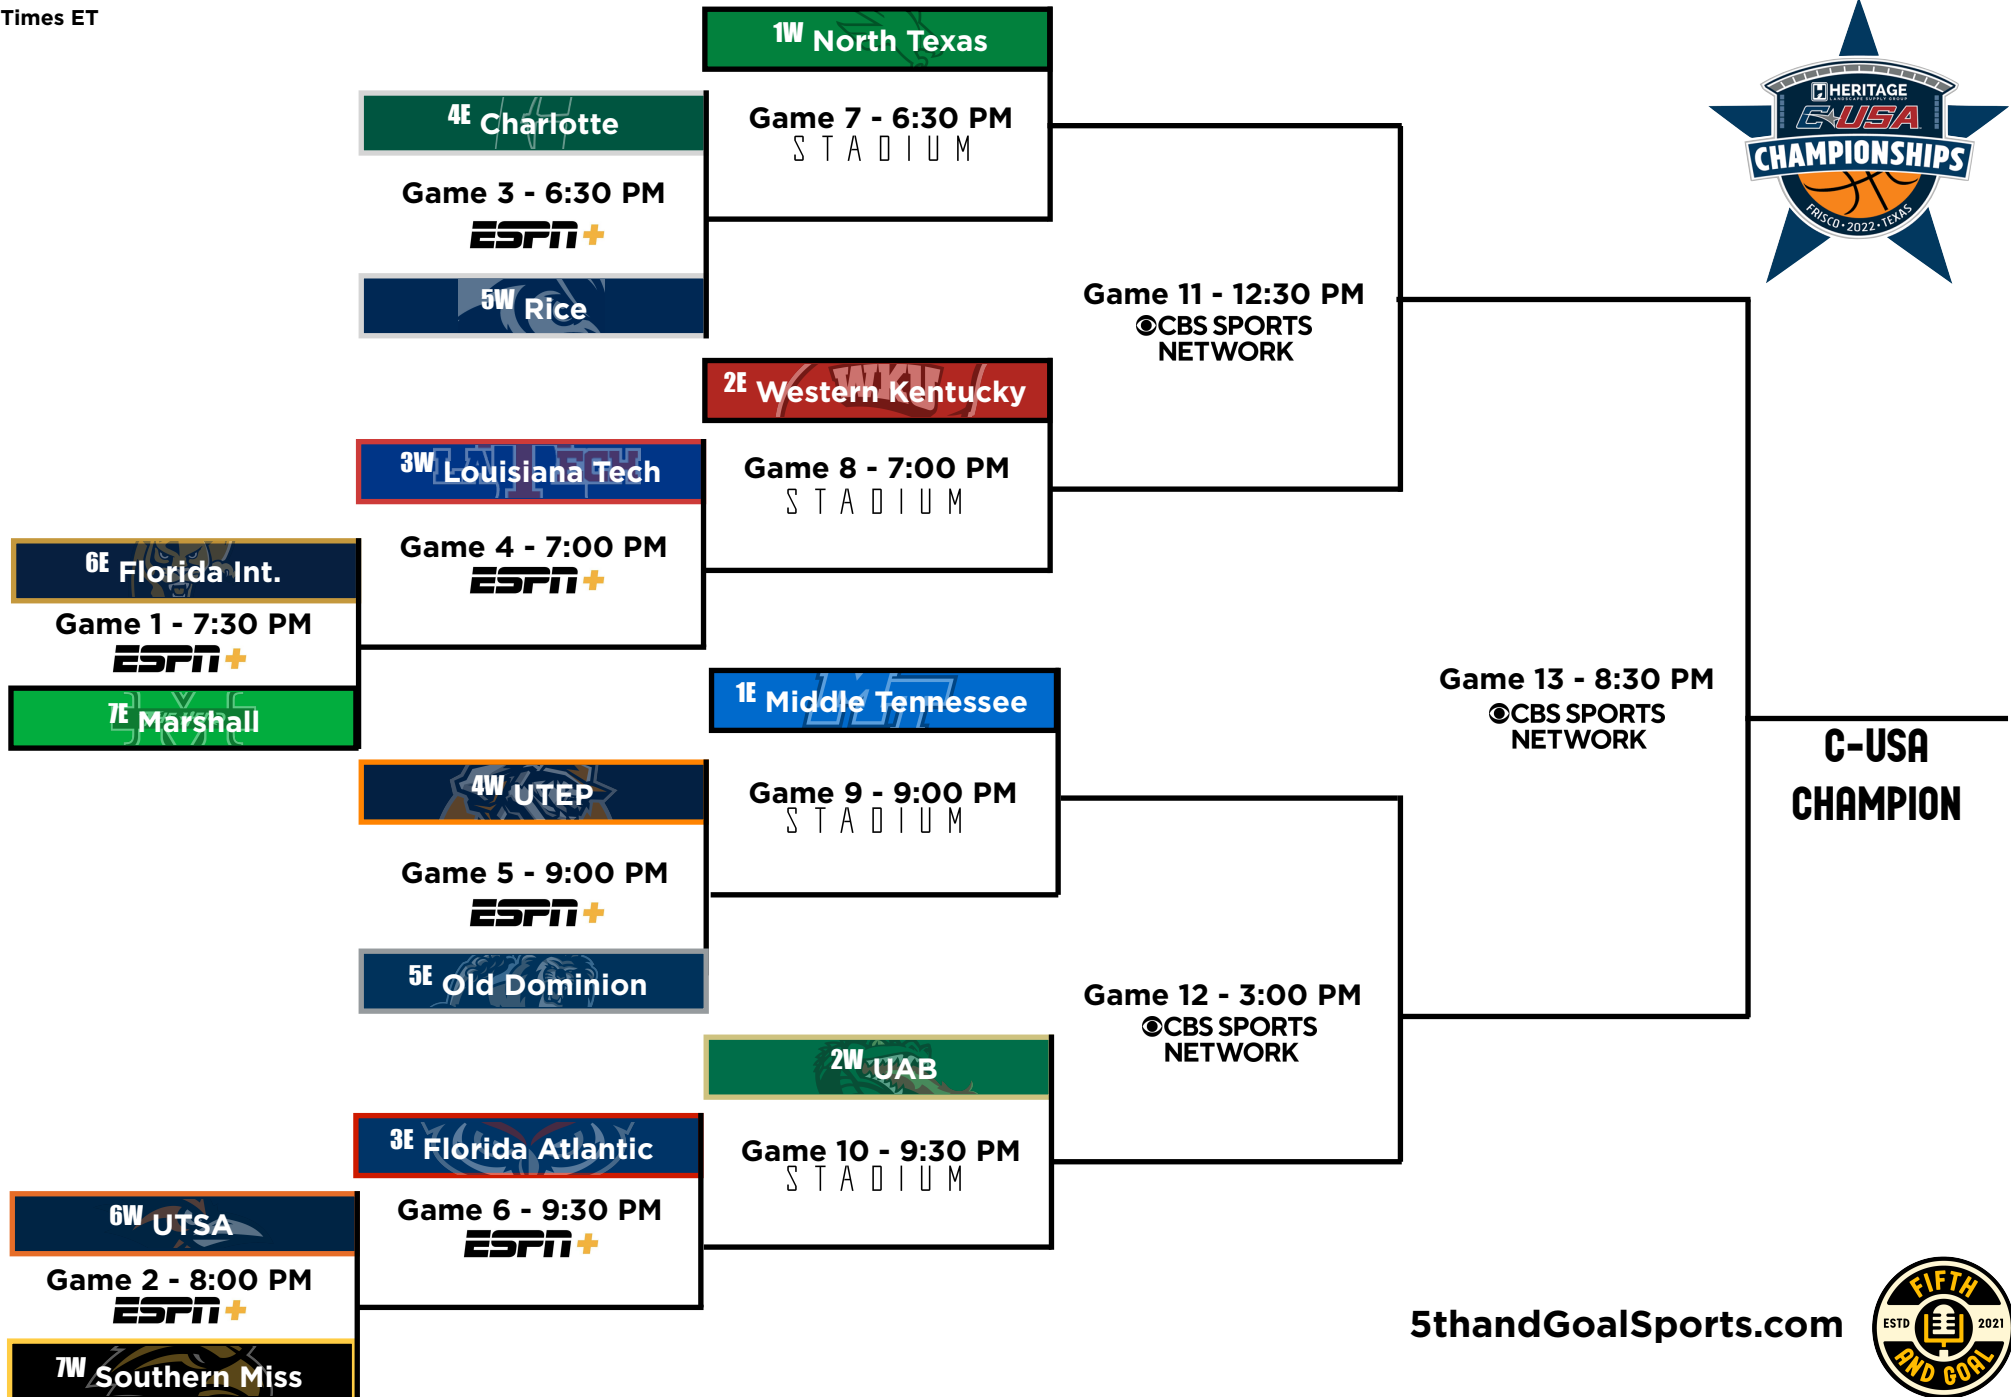 Times ET
1W North Texas
4E Charlotte
Game 7 - 6:30 PM
STADIUM
Game 3 - 6:30 PM
ESPN+
5W Rice
HERITAGE
LANDSCAPE SUPPLY GROUP
C-USA
CHAMPIONSHIPS
FRISCO • 2022 • TEXAS
Game 11 - 12:30 PM
CBS SPORTS
NETWORK
WKU
2E Western Kentucky
LA TECH
3W Louisiana Tech
Game 8 - 7:00 PM
STADIUM
Game 4 - 7:00 PM
ESPN+
6E Florida Int.
Game 1 - 7:30 PM
ESPN+
7E Marshall
MT
1E Middle Tennessee
Game 13 - 8:30 PM
CBS SPORTS
NETWORK
C-USA
CHAMPION
4W UTEP
Game 9 - 9:00 PM
STADIUM
Game 5 - 9:00 PM
ESPN+
5E Old Dominion
Game 12 - 3:00 PM
CBS SPORTS
NETWORK
2W UAB
3E Florida Atlantic
Game 10 - 9:30 PM
STADIUM
6W UTSA
Game 6 - 9:30 PM
ESPN+
Game 2 - 8:00 PM
ESPN+
7W Southern Miss
5thandGoalSports.com
FIFTH
ESTD 2021
AND GOAL